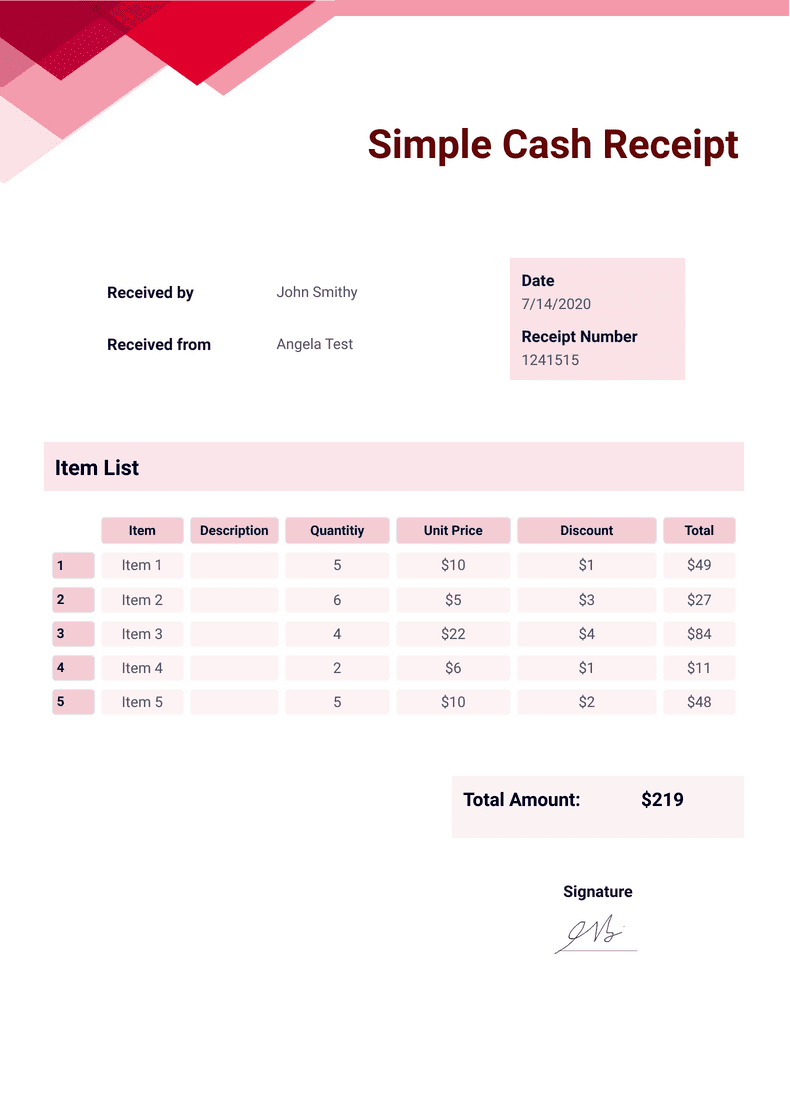 Simple Cash Receipt
Received by John Smithy
Received from Angela Test
Date
7/14/2020
Receipt Number
1241515
Item List
Item Description Quantitiy Unit Price Discount Total
1 Item 1 5 $10 $1 $49
2 Item 2 6 $5 $3 $27
3 Item 3 4 $22 $4 $84
4 Item 4 2 $6 $1 $11
5 Item 5 5 $10 $2 $48
Total Amount: $219
Signature